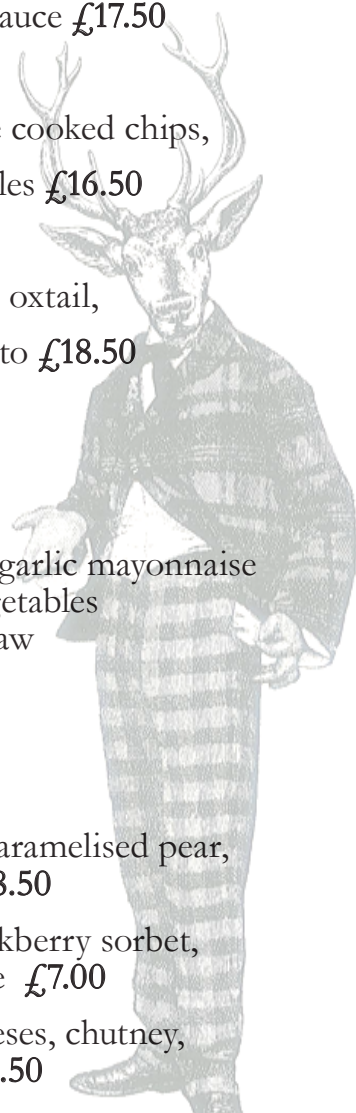 auce £17.50
cooked chips,
les £16.50
oxtail,
to £18.50
garlic mayonnaise
getables
aw
aramelised pear,
3.50
kberry sorbet,
e £7.00
eses, chutney,
.50